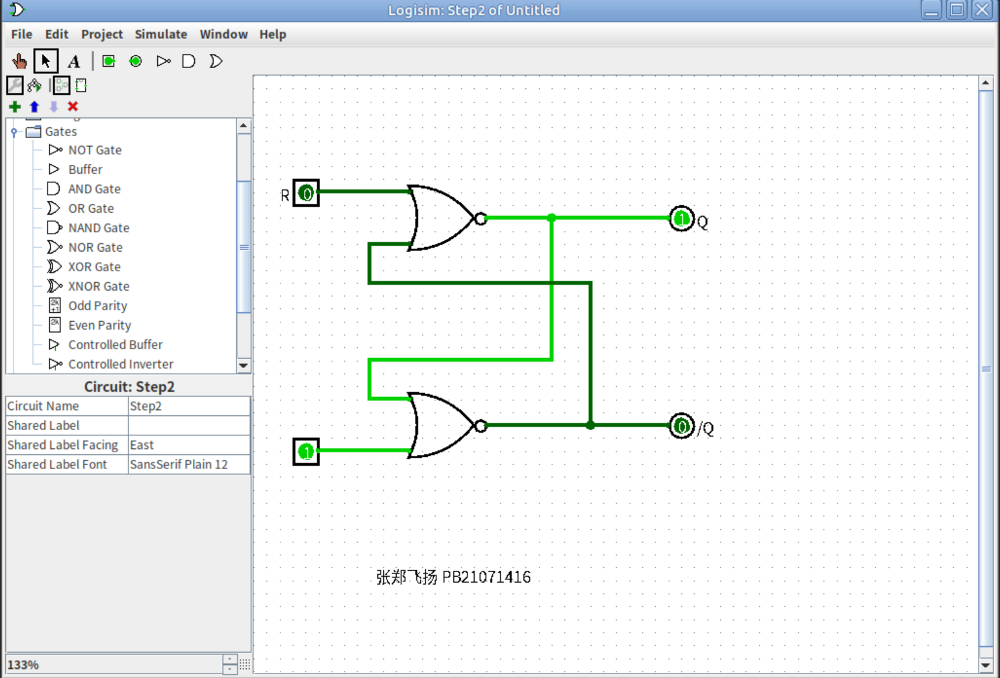 Logisim: Step2 of Untitled
File Edit Project Simulate Window Help
A
Gates
NOT Gate
Buffer
AND Gate
OR Gate
NAND Gate
NOR Gate
XOR Gate
XNOR Gate
Odd Parity
Even Parity
Controlled Buffer
Controlled Inverter
Circuit: Step2
Circuit Name Step2
Shared Label
Shared Label Facing East
Shared Label Font SansSerif Plain 12
133%
R 0
1 Q
0 /Q
1
张郑飞扬 PB21071416